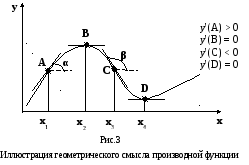 y
y'(A) > 0
y'(B) = 0
y'(C) < 0
y'(D) = 0
B
A
α
β
C
D
x₁
x₂
x₃
x₄
x
Рис.3
Иллюстрация геометрического смысла производной функции